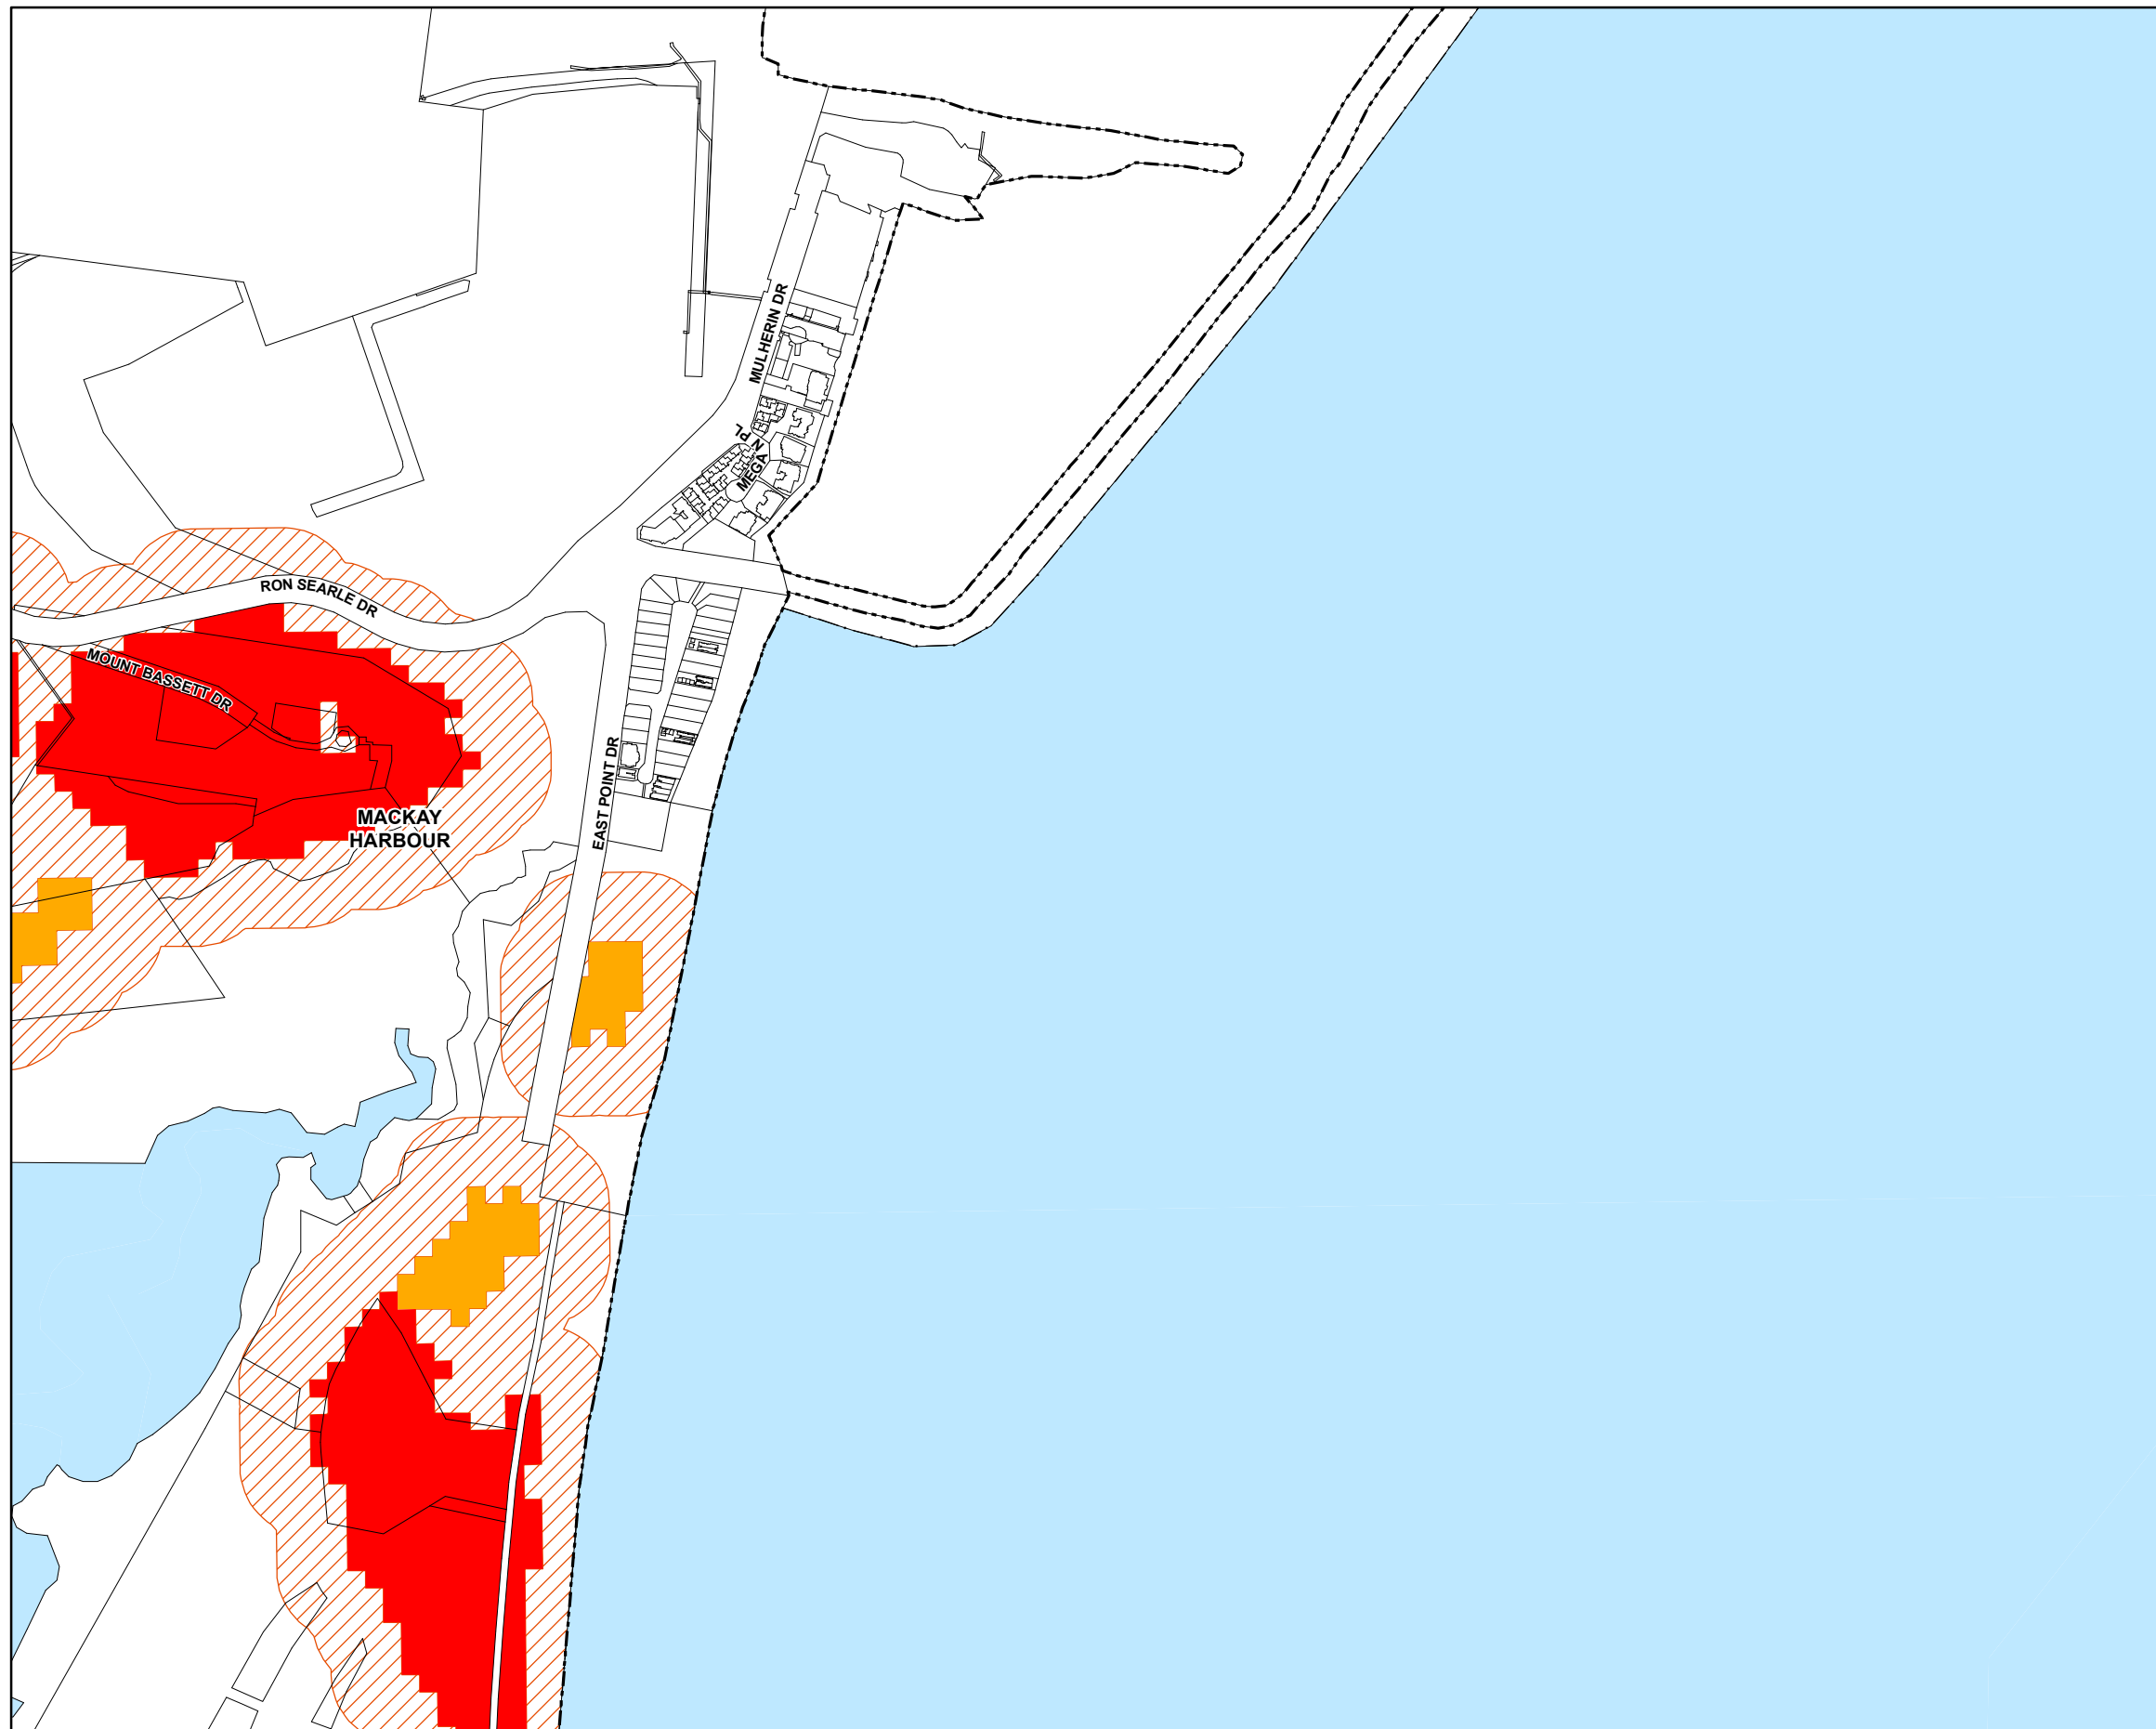 MULHERIN DR
MEGA
N PL
RON SEARLE DR
MOUNT BASSETT DR
EAST POINT DR
MACKAY
HARBOUR